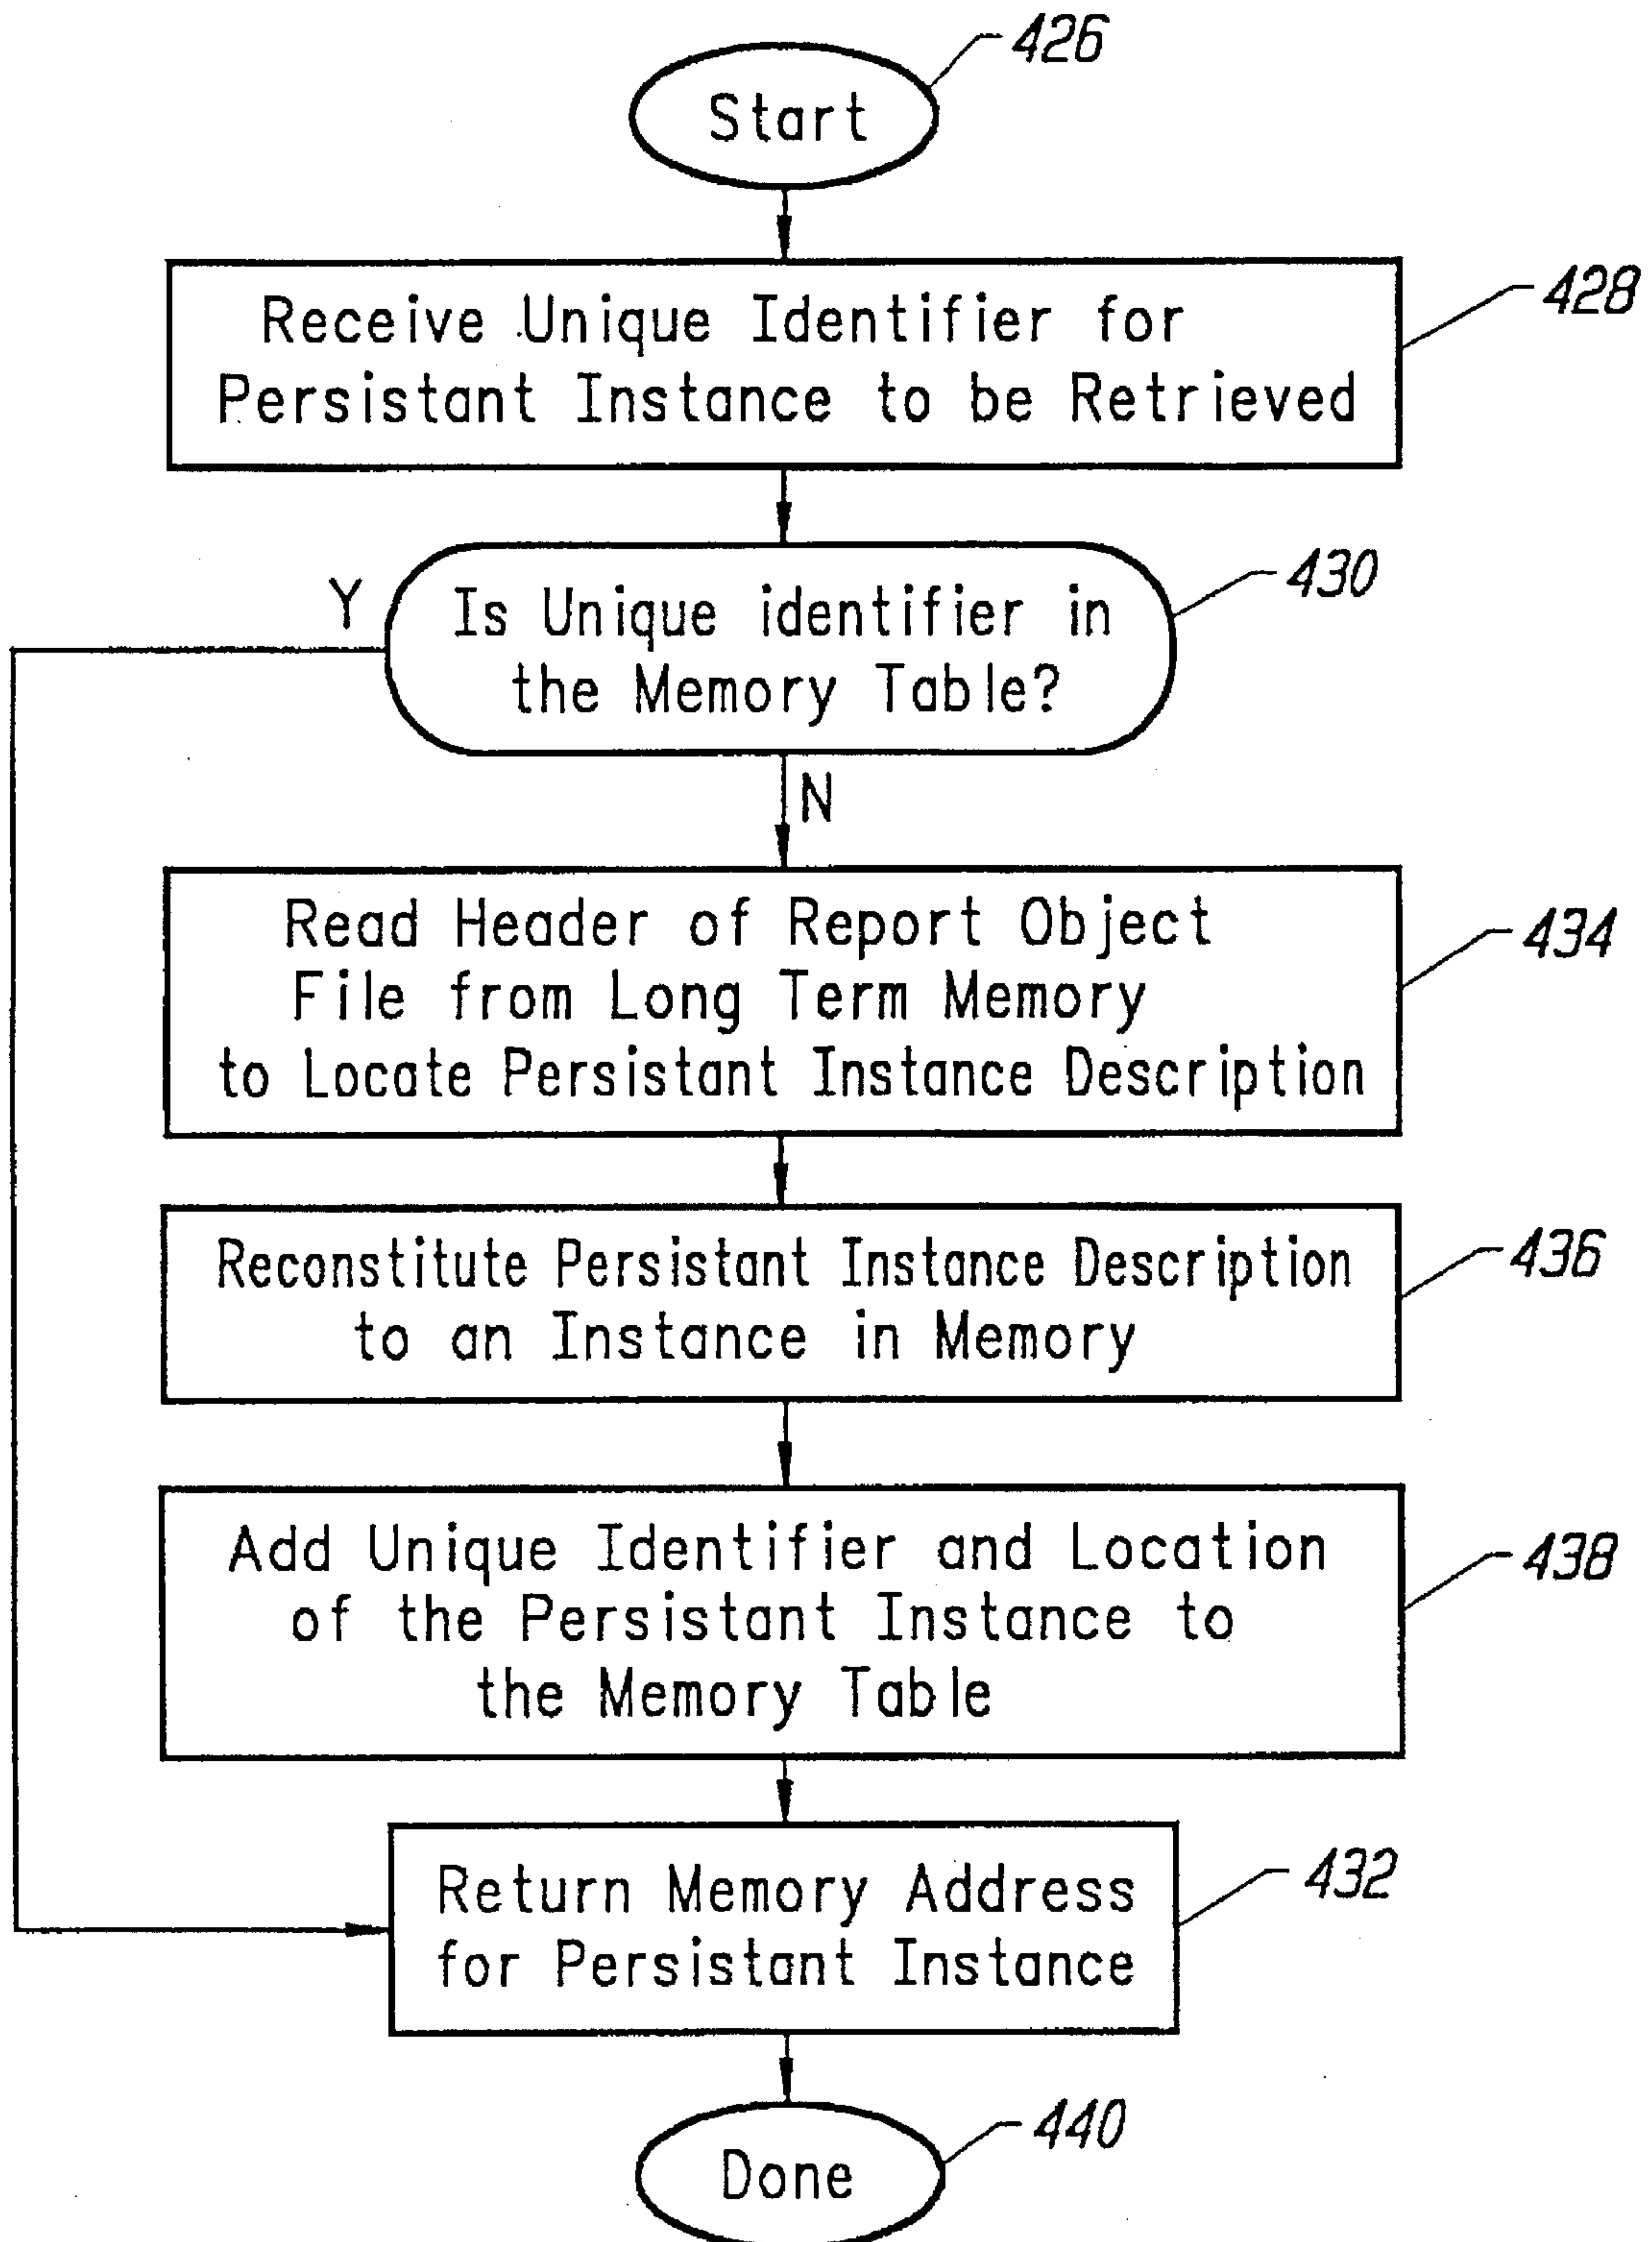 426
Start
428
Receive Unique Identifier for
Persistant Instance to be Retrieved
430
Y
Is Unique identifier in
the Memory Table?
N
434
Read Header of Report Object
File from Long Term Memory
to Locate Persistant Instance Description
436
Reconstitute Persistant Instance Description
to an Instance in Memory
438
Add Unique Identifier and Location
of the Persistant Instance to
the Memory Table
432
Return Memory Address
for Persistant Instance
440
Done